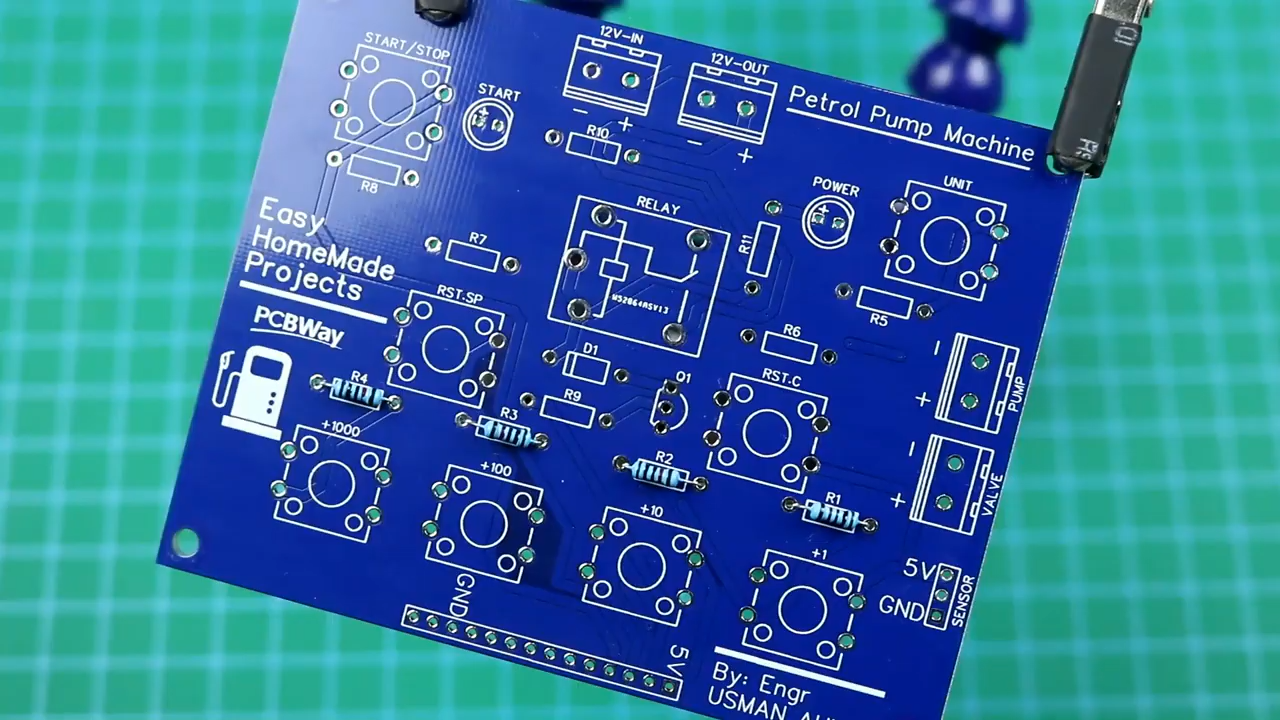 START/STOP
12V-IN
12V-OUT
START
Petrol Pump Machine
R10
R8
POWER
UNIT
RELAY
Easy
HomeMade
Projects
R7
R11
RST.SP
PCBWay
R6
R5
D1
RST.C
Q1
PUMP
R4
R9
R3
+1000
R2
+100
VALVE
R1
+10
+1
5V
GND
SENSOR
GND
5V
By: Engr
USMAN